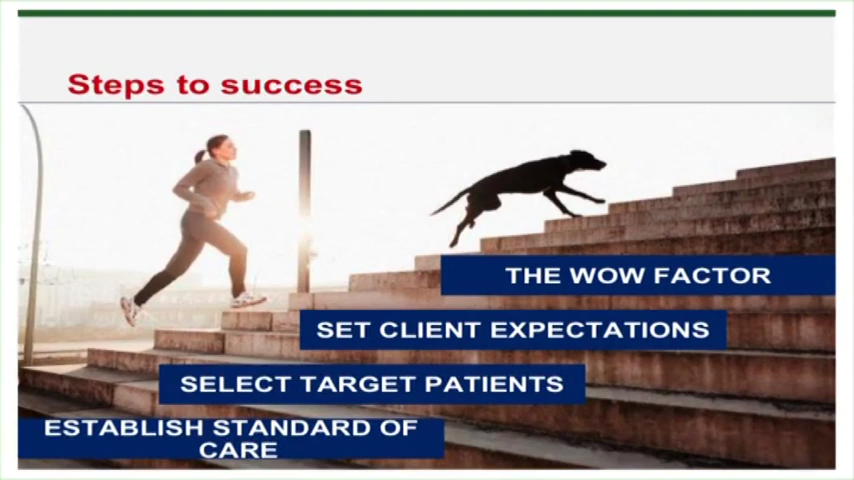 Steps to success
THE WOW FACTOR
SET CLIENT EXPECTATIONS
SELECT TARGET PATIENTS
ESTABLISH STANDARD OF
CARE